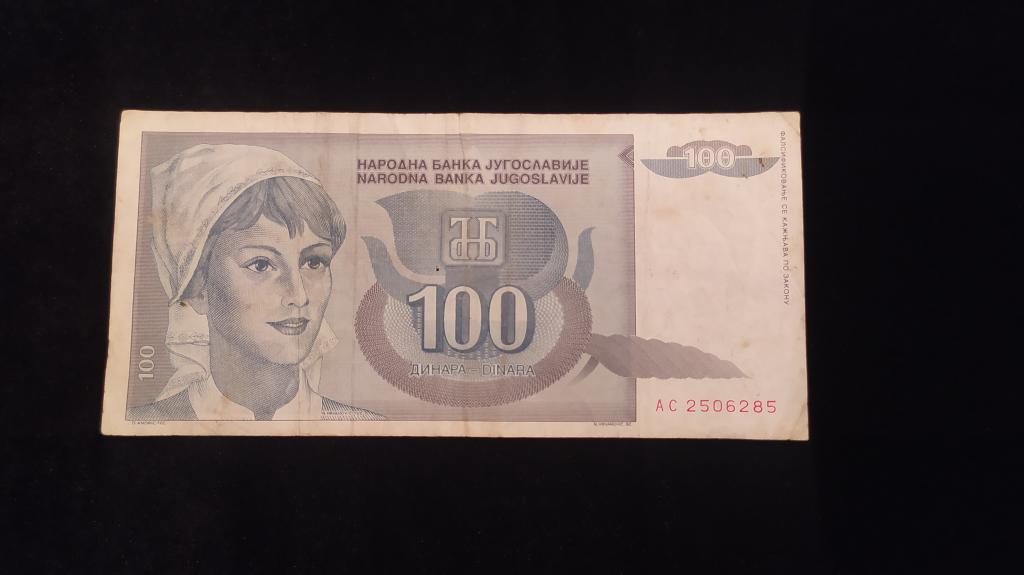 НАРОДНА БАНКА ЈУГОСЛАВИЈЕ
NARODNA BANKA JUGOSLAVIJE
100
ФАЛСИФИКОВАЊЕ СЕ КАЖЊАВА ПО ЗАКОНУ
100
ДИНАРА – DINARA
100
AC 2506285